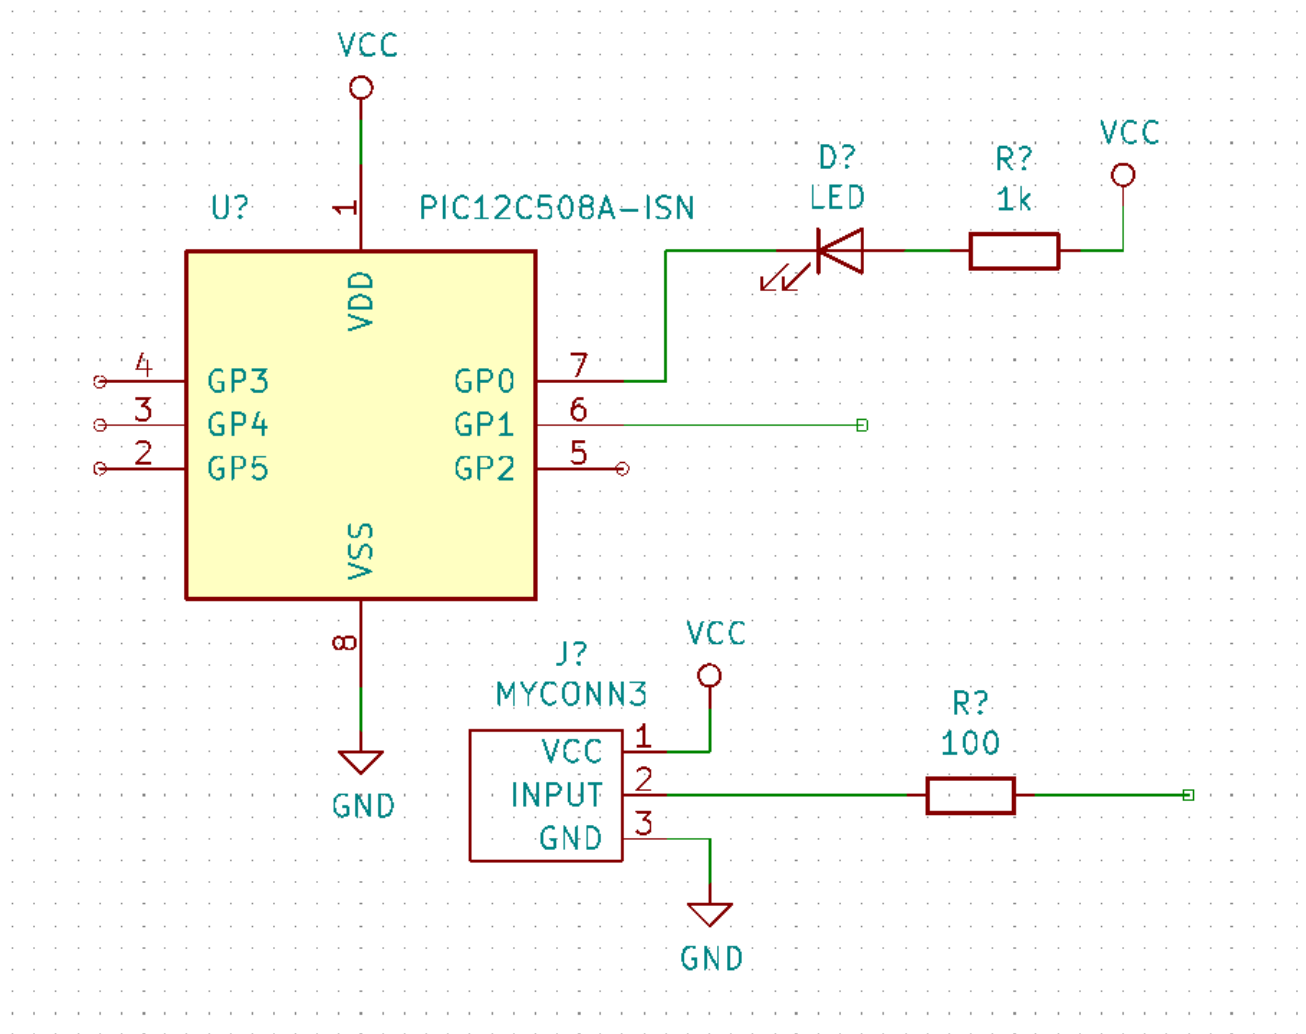 VCC
VCC
D?
R?
LED
1k
U?
1
PIC12C508A-ISN
VDD
4
GP3
GP0
7
3
GP4
GP1
6
2
GP5
GP2
5
VSS
8
VCC
J?
MYCONN3
R?
100
VCC
1
INPUT
2
GND
3
GND
GND